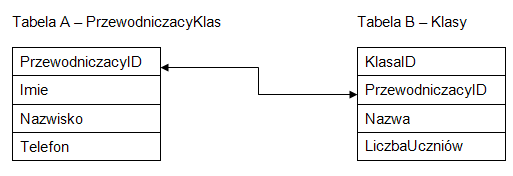 Tabela A – PrzewodniczacyKlas
PrzewodniczacyID
Imie
Nazwisko
Telefon
Tabela B – Klasy
KlasaID
PrzewodniczacyID
Nazwa
LiczbaUczniów